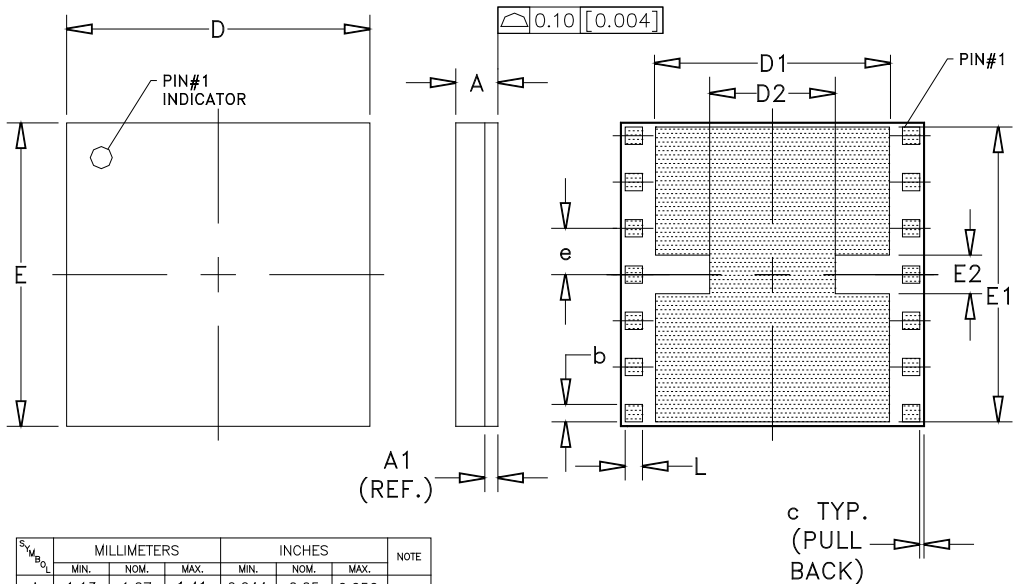 0.10 [0.004]
D
PIN#1
INDICATOR
A
D1
D2
PIN#1
E
e
E2
E1
b
A1
(REF.)
L
c TYP.
(PULL
BACK)
SYMBOL MILLIMETERS INCHES NOTE
MIN. NOM. MAX. MIN. NOM. MAX.